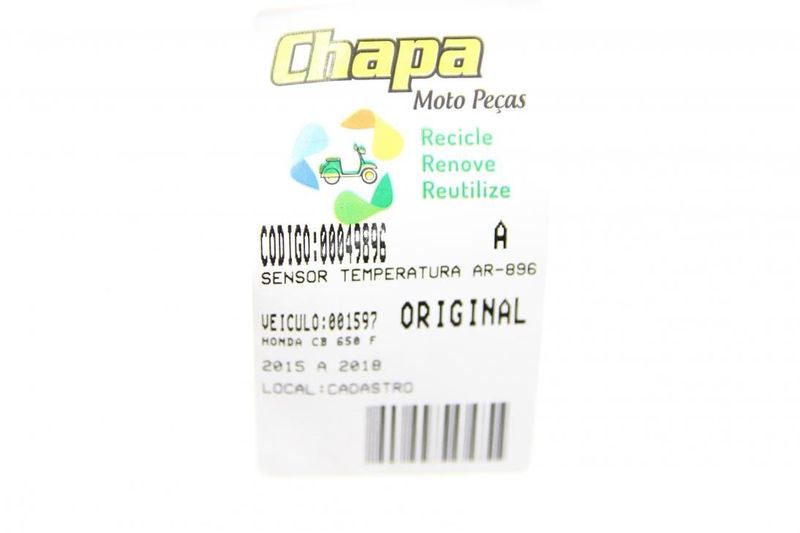 Chapa
Moto Peças
Recicle
Renove
Reutilize
CODIGO:00049896 A
SENSOR TEMPERATURA AR-896
VEICULO:001597 ORIGINAL
HONDA CB 650 F
2015 A 2018
LOCAL:CADASTRO